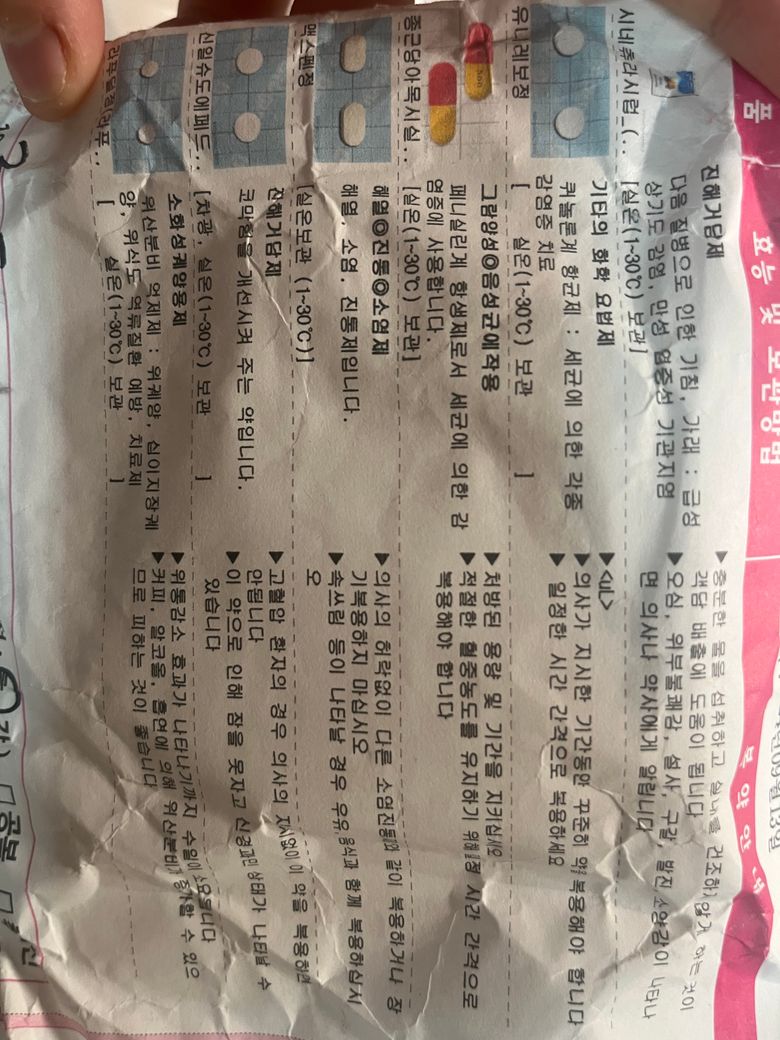 품
효능 및 보관방법
복 약 안
시네츄라시럽_(..
진해거담제
다음 질병으로 인한 기침, 가래 : 급성
상기도 감염, 만성 염증성 기관지염
[실온(1~30℃) 보관]
▶충분한 물을 섭취하고 실내를 건조하지않게 하는 것이
객담 배출에 도움이 됩니다
▶오심, 위부불쾌감, 설사, 구갈, 발진,소양감이 나타나
면 의사나 약사에게 알립니다
유니레보정
기타의 화학 요법제
퀴놀론계 항균제 : 세균에 의한 각종
감염증 치료
[ 실온(1~30℃) 보관 ]
▶<네>
▶의사가 지시한 기간동안 꾸준히 약을 복용해야 합니다
▶일정한 시간 간격으로 복용하세요
종근당아목시실..
그람양성◎음성균에작용
페니실린계 항생제로서 세균에 의한 감
염증에 사용합니다.
[실온(1~30℃) 보관]
▶처방된 용량 및 기간을 지키십시오
▶적절한 혈중농도를 유지하기 위해 일정 시간 간격으로
복용해야 합니다
맥스펜정
해열◎진통◎소염제
해열, 소염, 진통제입니다.
[실온보관 (1~30℃)]
▶의사의 허락없이 다른 소염진통제와 같이 복용하거나 장
기복용하지 마십시오
▶속쓰림 등이 나타날 경우 우유,음식과 함께 복용하십시
오
신일슈도에페드..
진해거담제
코막힘을 개선시켜 주는 약입니다.
[차광, 실온(1~30℃) 보관 ]
▶고혈압 환자의 경우 의사의 지시없이 이 약을 복용하면
안됩니다
▶이 약으로 인해 잠을 못자고 신경과민 상태가 나타날 수
있습니다
소화성궤양용제
위산분비 억제제 : 위궤양, 십이지장궤
양, 위식도 역류질환 예방, 치료제
[ 실온(1~30℃) 보관 ]
▶위통감소 효과가 나타나기까지 수일이 소요됩니다
▶커피, 알코올, 흡연에 의해 위산분비가 증가할 수 있으
므로 피하는 것이 좋습니다